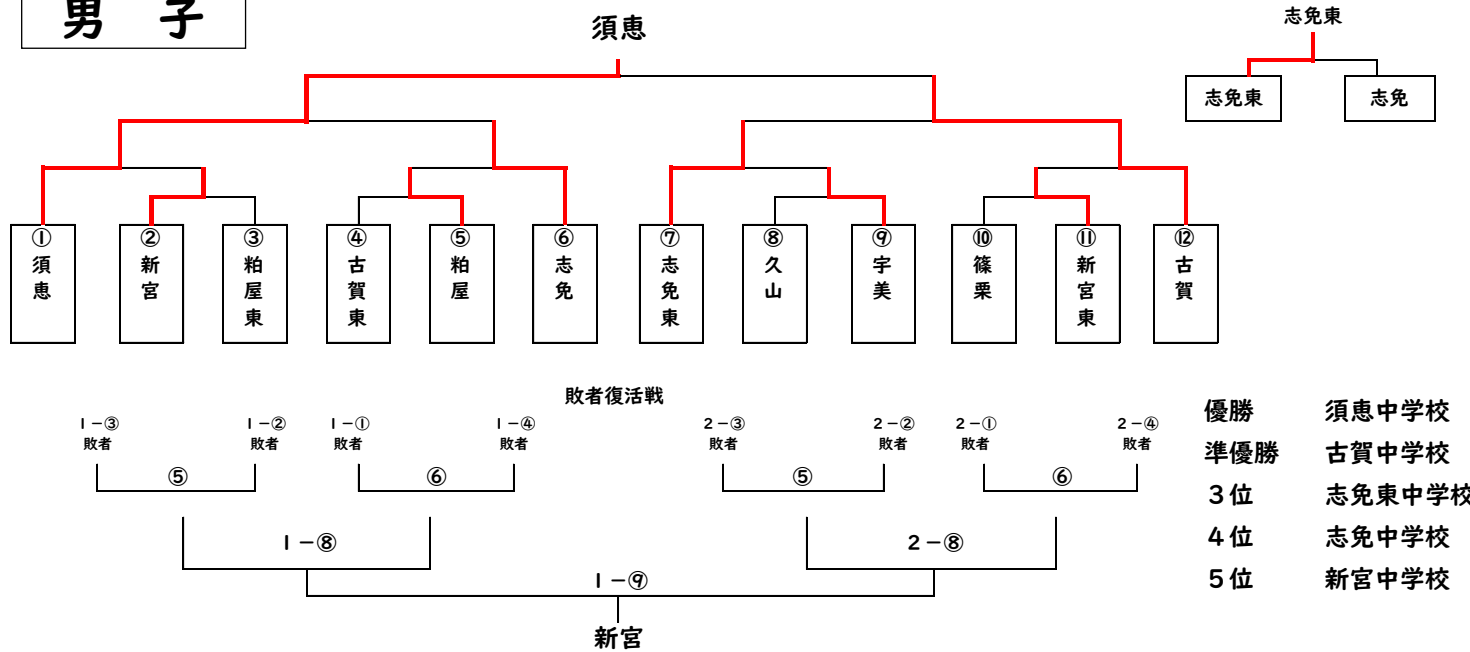 男 子
須恵
志免東
志免東
志免
①
須恵
②
新宮
③
粕屋東
④
古賀東
⑤
粕屋
⑥
志免
⑦
志免東
⑧
久山
⑨
宇美
⑩
篠栗
⑪
新宮東
⑫
古賀
敗者復活戦
1-③
敗者
1-②
敗者
1-①
敗者
1-④
敗者
2-③
敗者
2-②
敗者
2-①
敗者
2-④
敗者
⑤
⑥
⑤
⑥
1-⑧
2-⑧
1-⑨
新宮
優勝 須恵中学校
準優勝 古賀中学校
3位 志免東中学校
4位 志免中学校
5位 新宮中学校